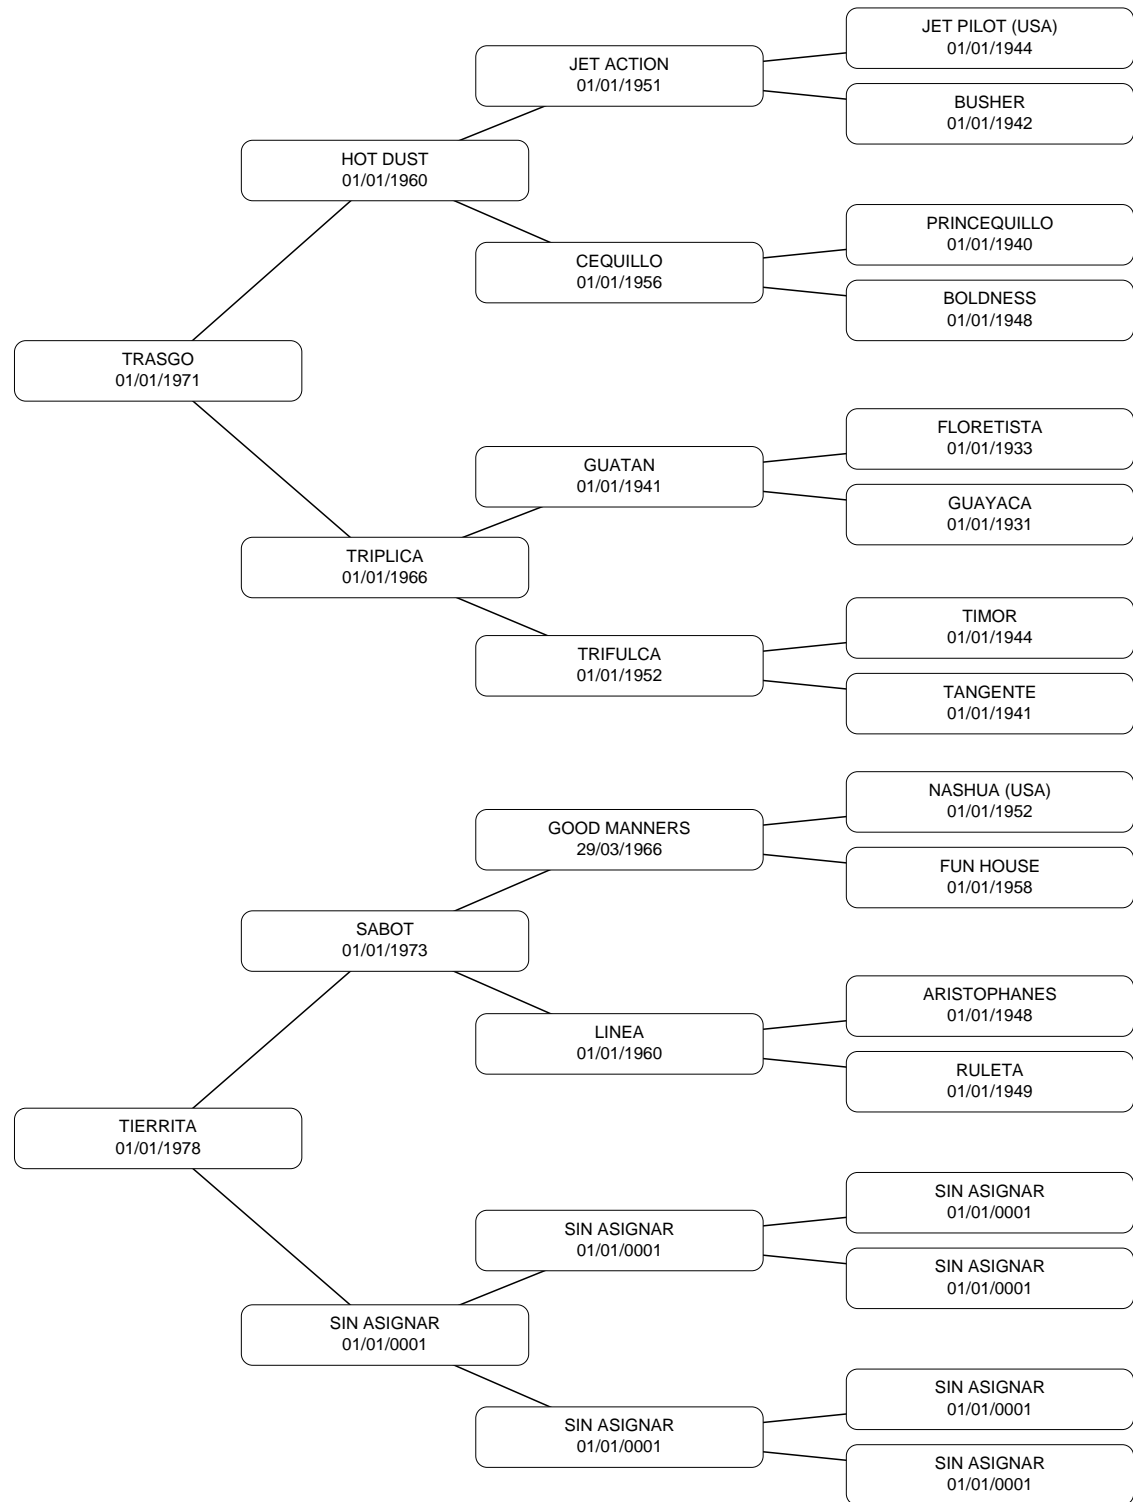 JET PILOT (USA)
01/01/1944
JET ACTION
01/01/1951
BUSHER
01/01/1942
HOT DUST
01/01/1960
PRINCEQUILLO
01/01/1940
CEQUILLO
01/01/1956
BOLDNESS
01/01/1948
TRASGO
01/01/1971
FLORETISTA
01/01/1933
GUATAN
01/01/1941
GUAYACA
01/01/1931
TRIPLICA
01/01/1966
TIMOR
01/01/1944
TRIFULCA
01/01/1952
TANGENTE
01/01/1941
NASHUA (USA)
01/01/1952
GOOD MANNERS
29/03/1966
FUN HOUSE
01/01/1958
SABOT
01/01/1973
ARISTOPHANES
01/01/1948
LINEA
01/01/1960
RULETA
01/01/1949
TIERRITA
01/01/1978
SIN ASIGNAR
01/01/0001
SIN ASIGNAR
01/01/0001
SIN ASIGNAR
01/01/0001
SIN ASIGNAR
01/01/0001
SIN ASIGNAR
01/01/0001
SIN ASIGNAR
01/01/0001
SIN ASIGNAR
01/01/0001